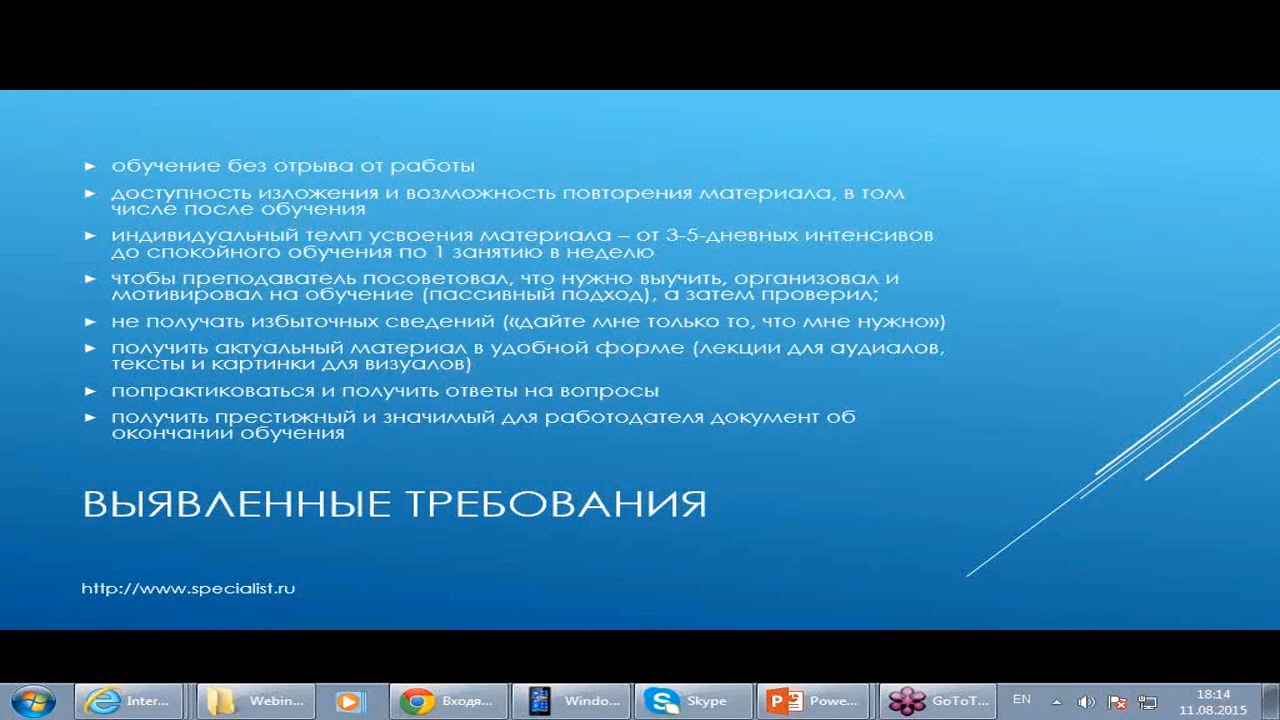 обучение без отрыва от работы
доступность изложения и возможность повторения материала, в том
числе после обучения
индивидуальный темп усвоения материала – от 3-5-дневных интенсивов
до спокойного обучения по 1 занятию в неделю
чтобы преподаватель посоветовал, что нужно выучить, организовал и
мотивировал на обучение (пассивный подход), а затем проверил;
не получать избыточных сведений («дайте мне только то, что мне нужно»)
получить актуальный материал в удобной форме (лекции для аудиалов,
тексты и картинки для визуалов)
попрактиковаться и получить ответы на вопросы
получить престижный и значимый для работодателя документ об
окончании обучения
ВЫЯВЛЕННЫЕ ТРЕБОВАНИЯ
http://www.specialist.ru
Inter... Webin... Входя... Windo... Skype Powe... GoToT... EN 18:14
11.08.2015